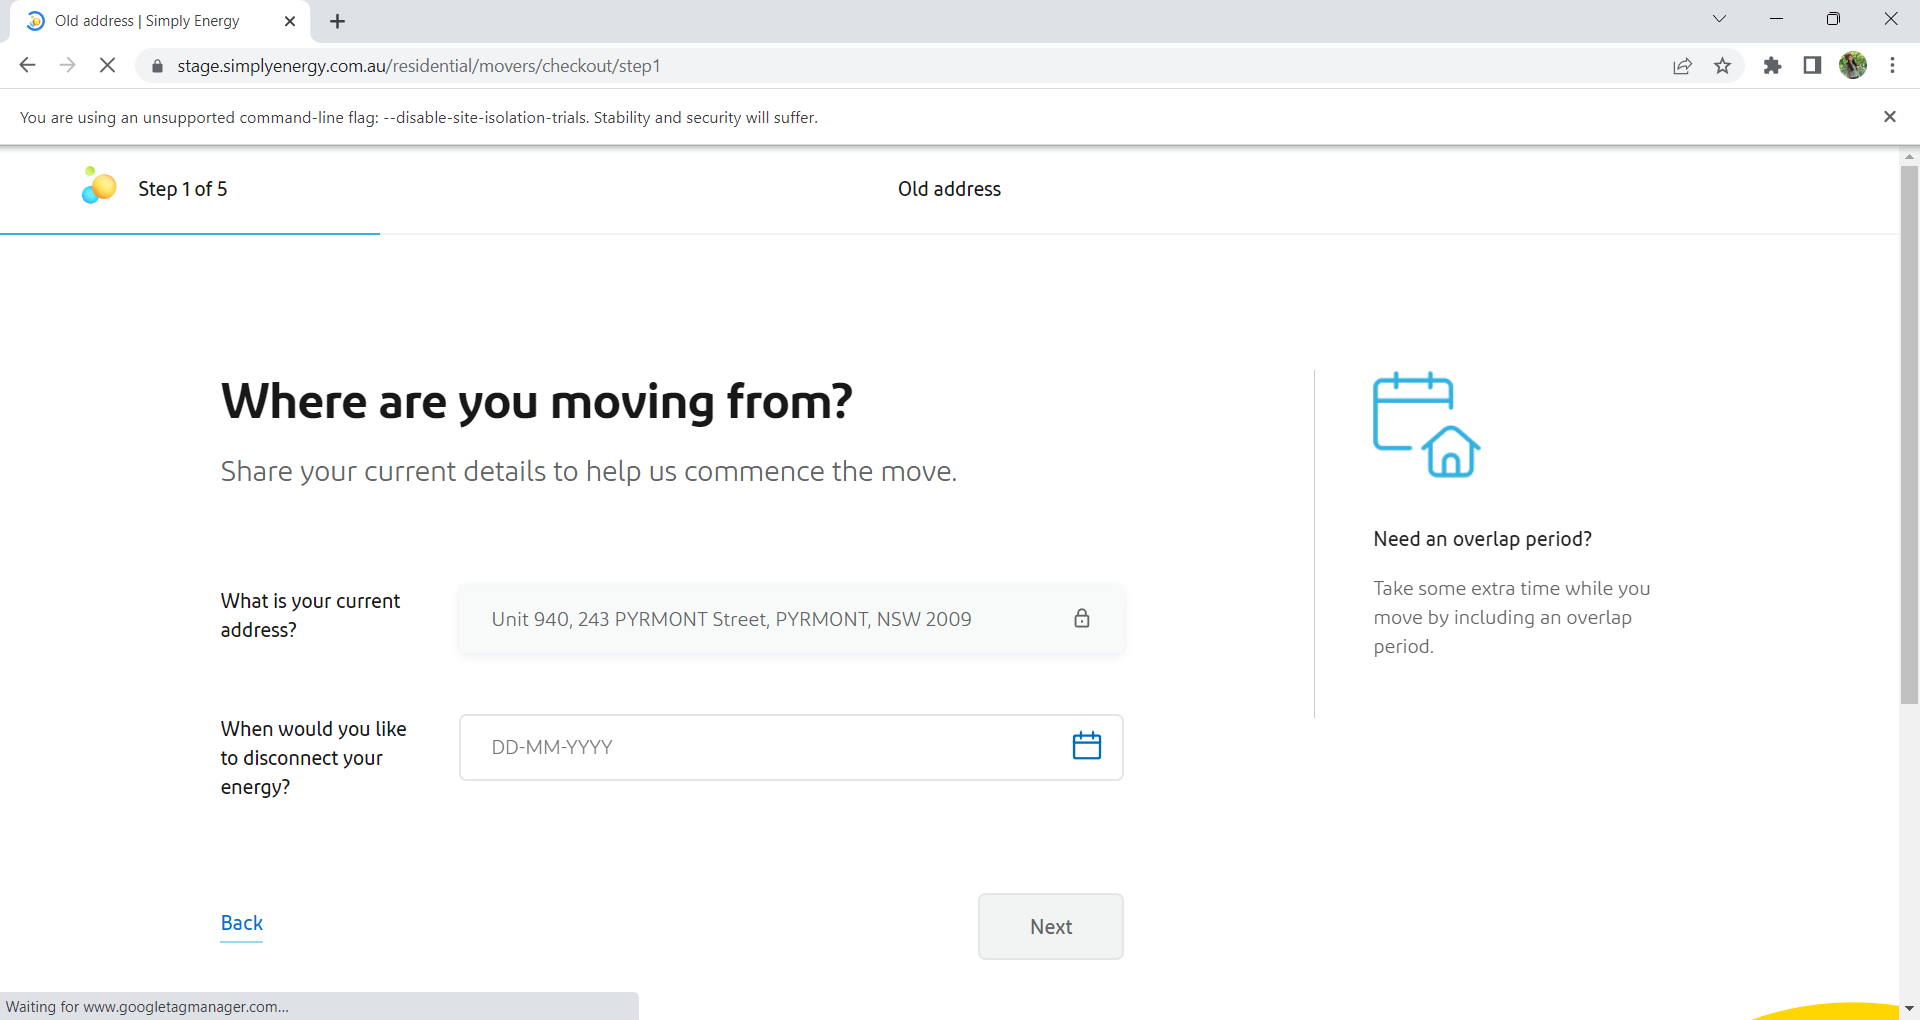 Old address | Simply Energy
stage.simplyenergy.com.au/residential/movers/checkout/step1
You are using an unsupported command-line flag: --disable-site-isolation-trials. Stability and security will suffer.
Step 1 of 5
Old address
Where are you moving from?
Share your current details to help us commence the move.
What is your current
address?
Unit 940, 243 PYRMONT Street, PYRMONT, NSW 2009
When would you like
to disconnect your
energy?
DD-MM-YYYY
Back
Next
Need an overlap period?
Take some extra time while you
move by including an overlap
period.
Waiting for www.googletagmanager.com...